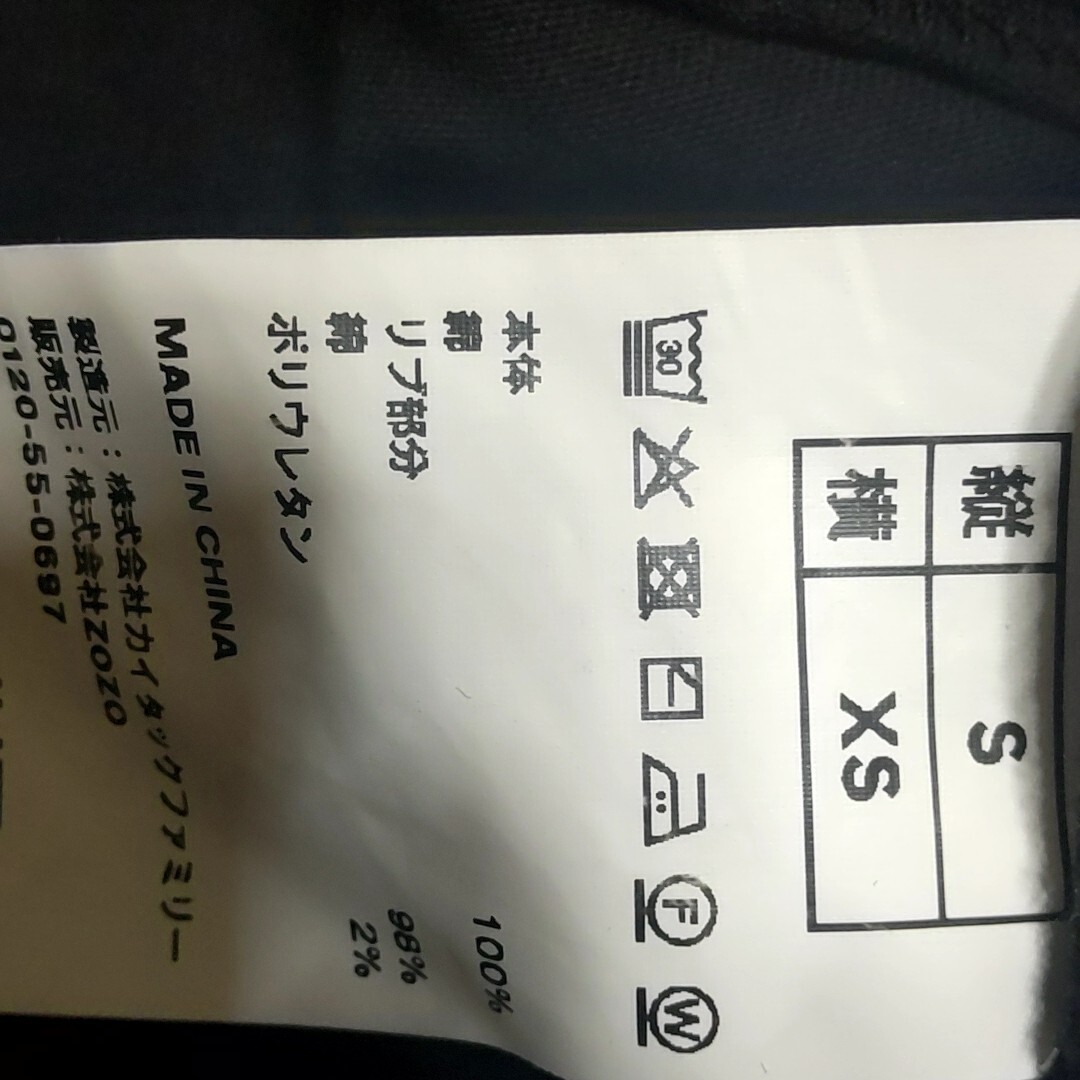 縦 S
横 XS
30
F
W
本体
綿 100%
リブ部分
綿 98%
ポリウレタン 2%
MADE IN CHINA
製造元：株式会社カイタックファミリー
販売元：株式会社ZOZO
0120-55-0697